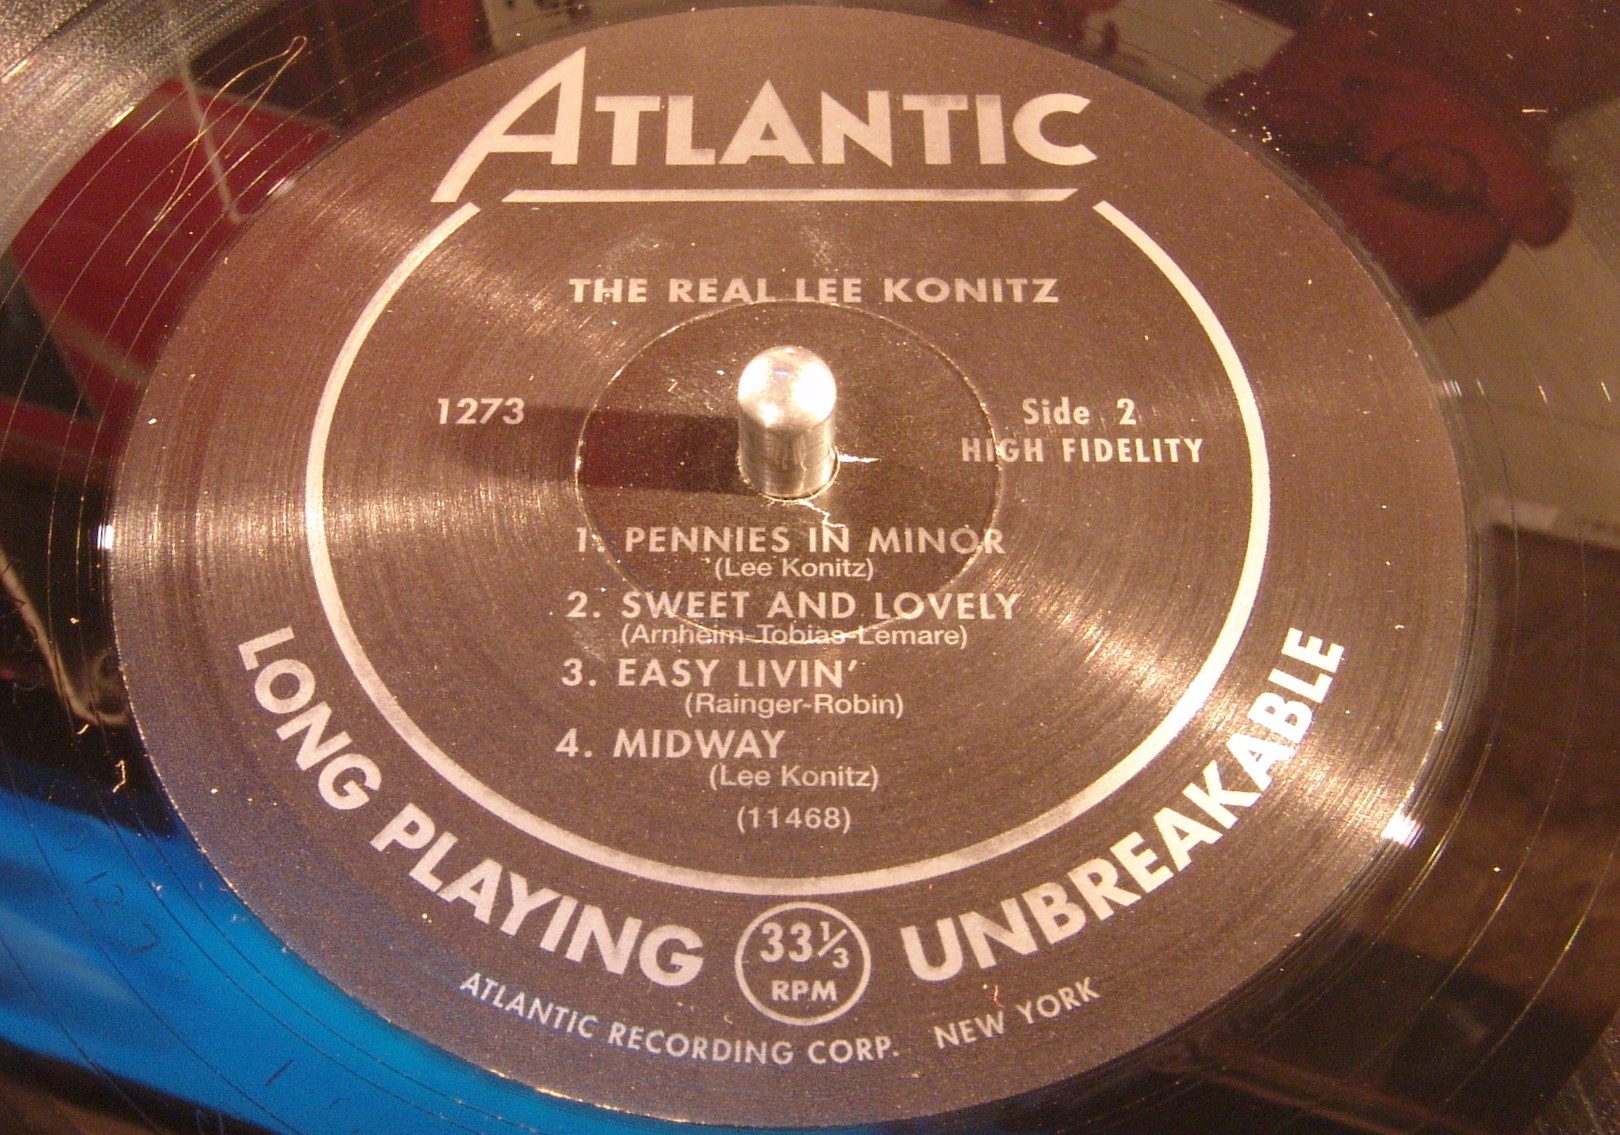 ATLANTIC
THE REAL LEE KONITZ
1273
Side 2
HIGH FIDELITY
1. PENNIES IN MINOR
(Lee Konitz)
2. SWEET AND LOVELY
(Arnheim-Tobias-Lemare)
3. EASY LIVIN'
(Rainger-Robin)
4. MIDWAY
(Lee Konitz)
(11468)
LONG PLAYING
33 1/3
RPM
UNBREAKABLE
ATLANTIC RECORDING CORP. NEW YORK